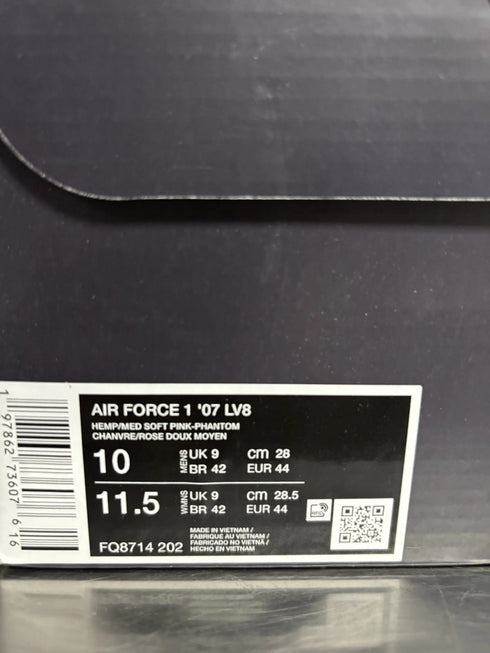 AIR FORCE 1 '07 LV8
HEMP/MED SOFT PINK-PHANTOM
CHANVRE/ROSE DOUX MOYEN
10 MENS UK 9 CM 28
BR 42 EUR 44
11.5 WMNS UK 9 CM 28.5
BR 42 EUR 44
RFID
MADE IN VIETNAM /
FABRIQUE AU VIETNAM /
FABRICADO NO VIETNÃ /
HECHO EN VIETNAM
FQ8714 202
1 97862 73607 6 16